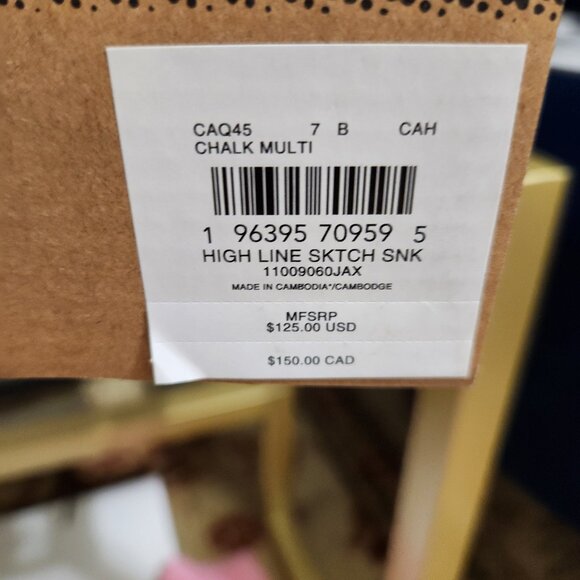 CAQ45 7 B CAH
CHALK MULTI
1 96395 70959 5
HIGH LINE SKTCH SNK
11009060JAX
MADE IN CAMBODIA*/CAMBODGE
MFSRP
$125.00 USD
$150.00 CAD